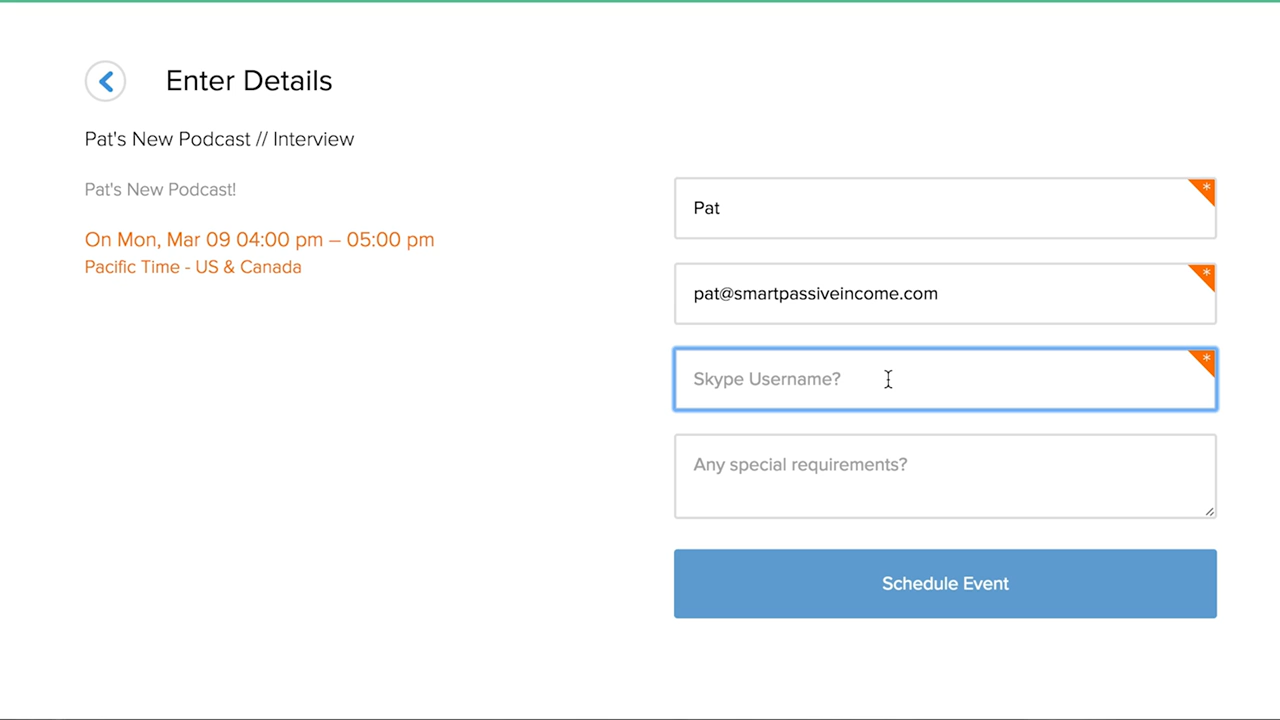 Enter Details
Pat's New Podcast // Interview
Pat's New Podcast!
On Mon, Mar 09 04:00 pm – 05:00 pm
Pacific Time - US & Canada
Pat
*
pat@smartpassiveincome.com
*
Skype Username?
*
Any special requirements?
Schedule Event